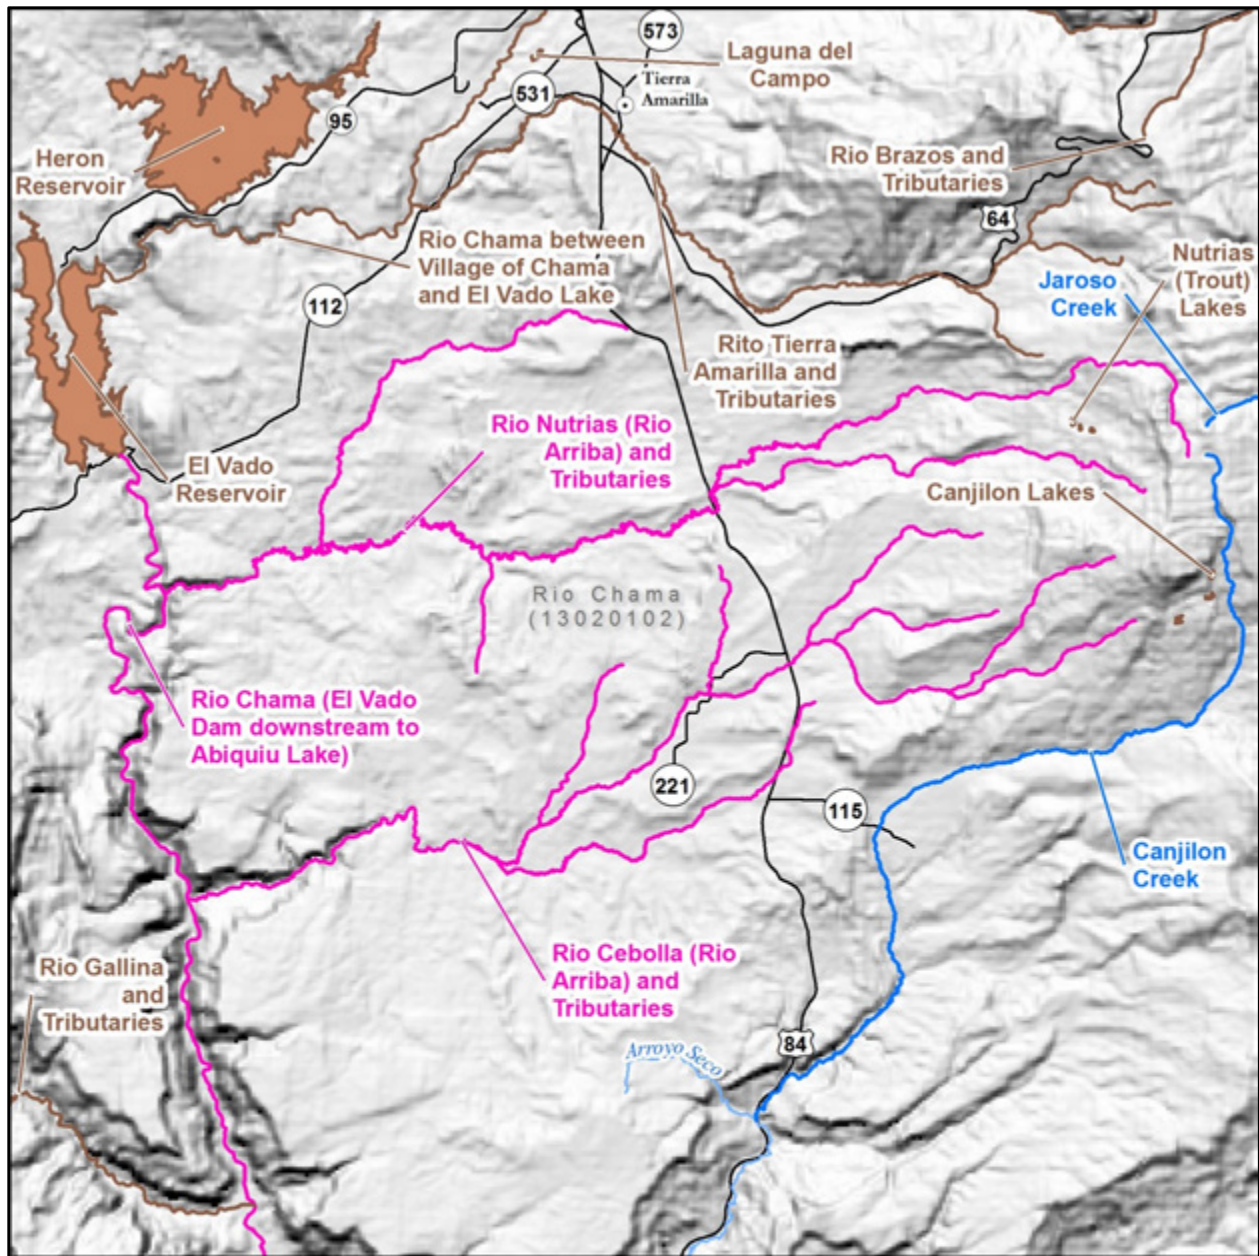 573
Laguna del
Campo
Tierra
Amarilla
531
95
Heron
Reservoir
Rio Brazos and
Tributaries
64
Rio Chama between
Village of Chama
and El Vado Lake
Nutrias
(Trout)
Lakes
Jaroso
Creek
112
Rito Tierra
Amarilla and
Tributaries
Rio Nutrias (Rio
Arriba) and
Tributaries
El Vado
Reservoir
Canjilon Lakes
Rio Chama
(13020102)
Rio Chama (El Vado
Dam downstream to
Abiquiu Lake)
221
115
Canjilon
Creek
Rio Cebolla (Rio
Arriba) and
Tributaries
Rio Gallina
and
Tributaries
84
Arroyo Seco